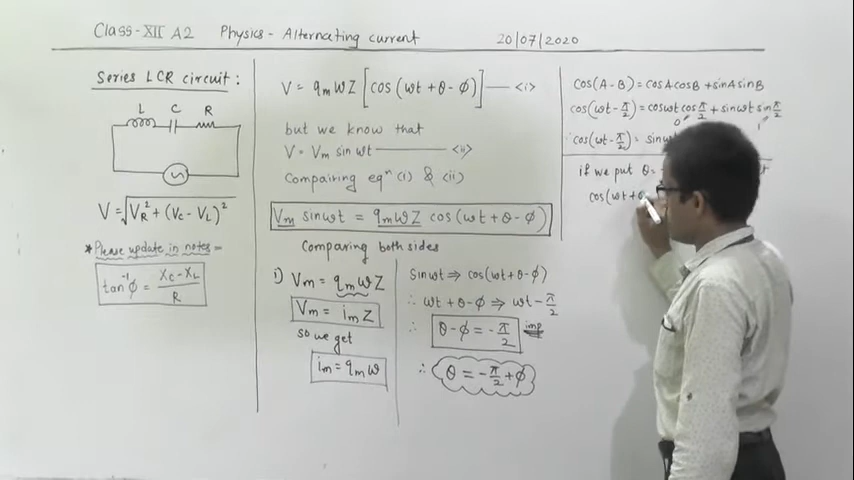 Class-XII A2 Physics - Alternating current 20/07/2020
Series LCR circuit:
L C R
V = √V_R² + (V_C - V_L)²
*Please update in notes =
tan⁻¹ϕ = X_C - X_L / R
V = q_m W Z [cos (wt + θ - ϕ)] —— <i>
but we know that
V = V_m sin wt —— <ii>
Compairing eqⁿ (i) & <ii)
V_m sinwt = q_m W Z cos (wt + θ - ϕ)
Comparing both sides
i) V_m = q_m w Z
V_m = i_m Z
so we get
i_m = q_m w
Sinwt ⇒ cos(wt + θ - ϕ)
∴ wt + θ - ϕ ⇒ wt - π/2
∴ θ - ϕ = - π/2 imp
∴ θ = - π/2 + ϕ
cos(A - B) = cosA cosB + sinA sinB
cos(wt - π/2) = coswt cos π/2 + sinwt sin π/2
0 1
∴ cos(wt - π/2) = sinw
if we put θ = t
cos(wt + θ